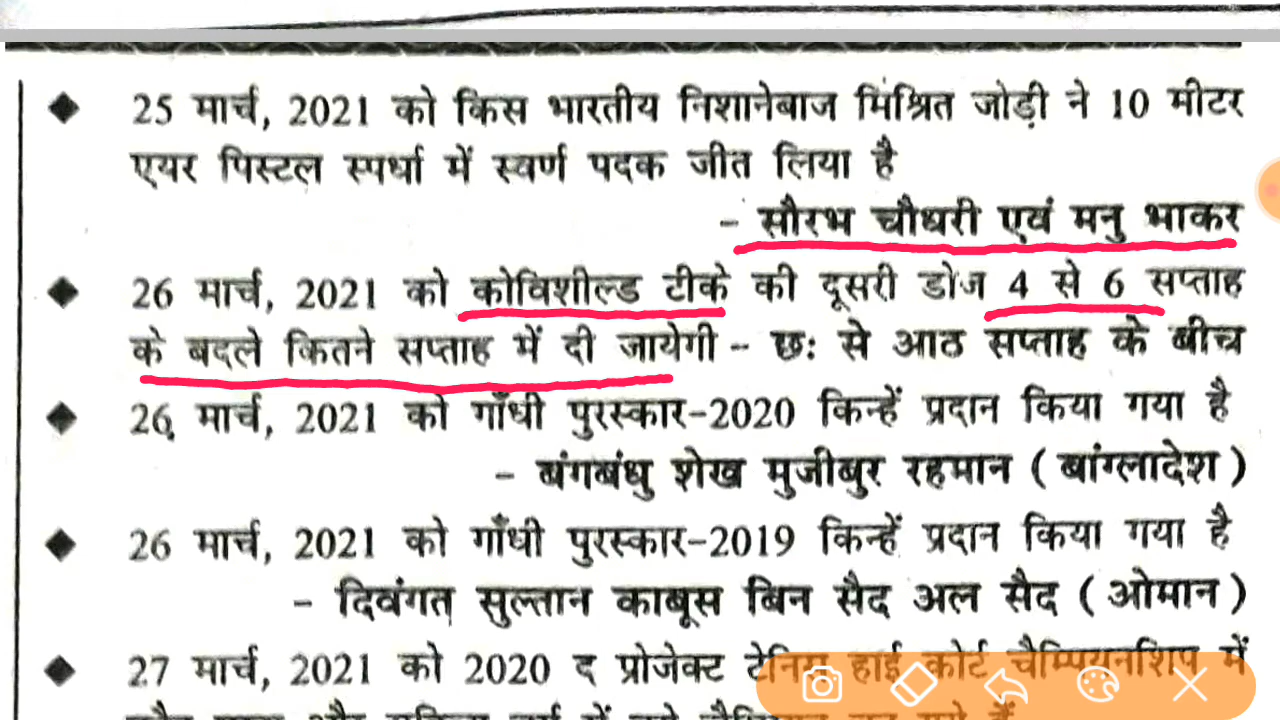 25 मार्च, 2021 को किस भारतीय निशानेबाज मिश्रित जोड़ी ने 10 मीटर
एयर पिस्टल स्पर्धा में स्वर्ण पदक जीत लिया है
- सौरभ चौधरी एवं मनु भाकर
26 मार्च, 2021 को कोविशील्ड टीके की दूसरी डोज 4 से 6 सप्ताह
के बदले कितने सप्ताह में दी जायेगी - छः से आठ सप्ताह के बीच
26 मार्च, 2021 को गाँधी पुरस्कार-2020 किन्हें प्रदान किया गया है
- बंगबंधु शेख मुजीबुर रहमान ( बांग्लादेश )
26 मार्च, 2021 को गाँधी पुरस्कार-2019 किन्हें प्रदान किया गया है
- दिवंगत सुल्तान काबूस बिन सैद अल सैद ( ओमान )
27 मार्च, 2021 को 2020 द प्रोजेक्ट टेनिस हाई कोर्ट चैम्पियनशिप में